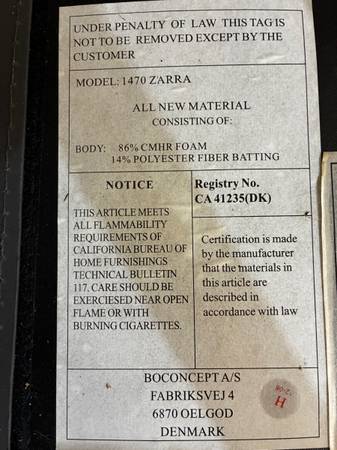 UNDER PENALTY OF LAW THIS TAG IS
NOT TO BE REMOVED EXCEPT BY THE
CUSTOMER
MODEL: 1470 Z'ARRA
ALL NEW MATERIAL
CONSISTING OF:
BODY: 86% CMHR FOAM
14% POLYESTER FIBER BATTING
NOTICE
THIS ARTICLE MEETS
ALL FLAMMABILITY
REQUIREMENTS OF
CALIFORNIA BUREAU OF
HOME FURNISHINGS
TECHNICAL BULLETIN
117. CARE SHOULD BE
EXERCIESED NEAR OPEN
FLAME OR WITH
BURNING CIGARETTES.
Registry No.
CA 41235(DK)
Certification is made
by the manufacturer
that the materials in
this article are
described in
accordance with law
BOCONCEPT A/S
FABRIKSVEJ 4
6870 OELGOD
DENMARK
H